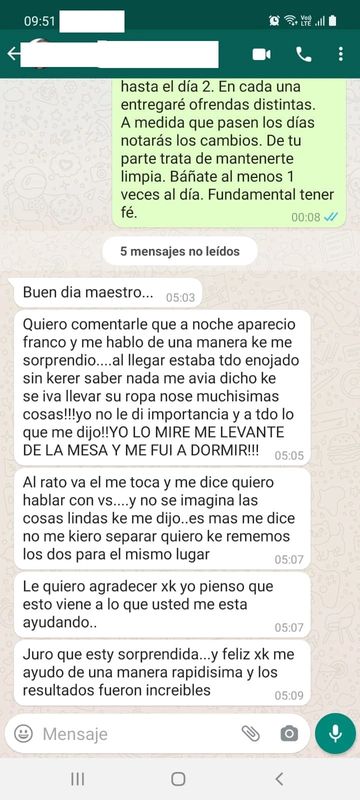 09:51
Vo))
LTE
hasta el día 2. En cada una
entregaré ofrendas distintas.
A medida que pasen los días
notarás los cambios. De tu
parte trata de mantenerte
limpia. Báñate al menos 1
veces al día. Fundamental tener
fé.
00:08
5 mensajes no leídos
Buen dia maestro...
05:03
Quiero comentarle que a noche aparecio
franco y me hablo de una manera ke me
sorprendio....al llegar estaba tdo enojado
sin kerer saber nada me avia dicho ke
se iva llevar su ropa nose muchisimas
cosas!!!yo no le di importancia y a tdo lo
que me dijo!!YO LO MIRE ME LEVANTE
DE LA MESA Y ME FUI A DORMIR!!!
05:05
Al rato va el me toca y me dice quiero
hablar con vs....y no se imagina las
cosas lindas ke me dijo..es mas me dice
no me kiero separar quiero ke rememos
los dos para el mismo lugar
05:07
Le quiero agradecer xk yo pienso que
esto viene a lo que usted me esta
ayudando..
05:07
Juro que esty sorprendida...y feliz xk me
ayudo de una manera rapidisima y los
resultados fueron increibles
05:09
Mensaje